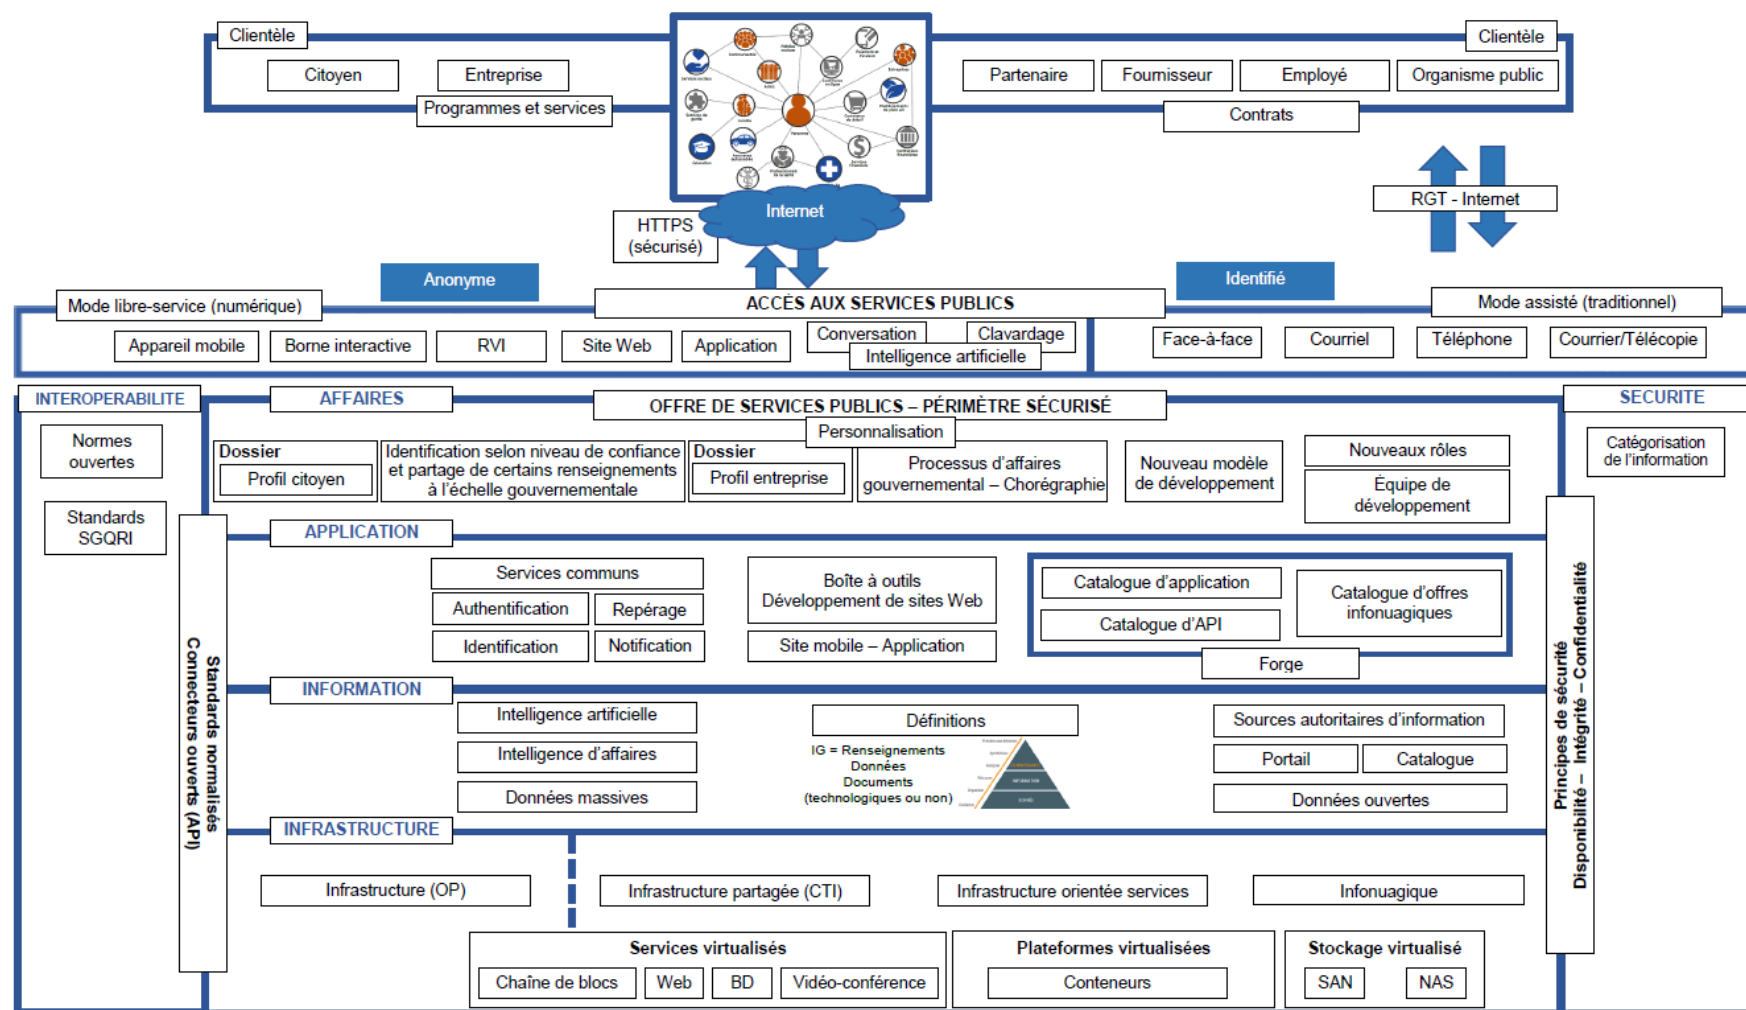 Clientèle
Citoyen
Entreprise
Programmes et services
Clientèle
Partenaire
Fournisseur
Employé
Organisme public
Contrats
Internet
HTTPS
(sécurisé)
RGT - Internet
Anonyme
Identifié
ACCÈS AUX SERVICES PUBLICS
Mode libre-service (numérique)
Mode assisté (traditionnel)
Appareil mobile
Borne interactive
RVI
Site Web
Application
Conversation
Clavardage
Intelligence artificielle
Face-à-face
Courriel
Téléphone
Courrier/Télécopie
INTEROPERABILITE
Normes
ouvertes
Standards
SGQRI
Standards normalisés
Connecteurs ouverts (API)
AFFAIRES
OFFRE DE SERVICES PUBLICS – PÉRIMÈTRE SÉCURISÉ
Personnalisation
Dossier
Profil citoyen
Identification selon niveau de confiance
et partage de certains renseignements
à l'échelle gouvernementale
Dossier
Profil entreprise
Processus d'affaires
gouvernemental – Chorégraphie
Nouveau modèle
de développement
Nouveaux rôles
Équipe de
développement
SECURITE
Catégorisation
de l'information
Principes de sécurité
Disponibilité – Intégrité – Confidentialité
APPLICATION
Services communs
Authentification
Repérage
Identification
Notification
Boîte à outils
Développement de sites Web
Site mobile – Application
Catalogue d'application
Catalogue d'API
Catalogue d'offres
infonuagiques
Forge
INFORMATION
Intelligence artificielle
Intelligence d'affaires
Données massives
Définitions
IG = Renseignements
Données
Documents
(technologiques ou non)
Sources autoritaires d'information
Portail
Catalogue
Données ouvertes
INFRASTRUCTURE
Infrastructure (OP)
Infrastructure partagée (CTI)
Infrastructure orientée services
Infonuagique
Services virtualisés
Chaîne de blocs
Web
BD
Vidéo-conférence
Plateformes virtualisées
Conteneurs
Stockage virtualisé
SAN
NAS